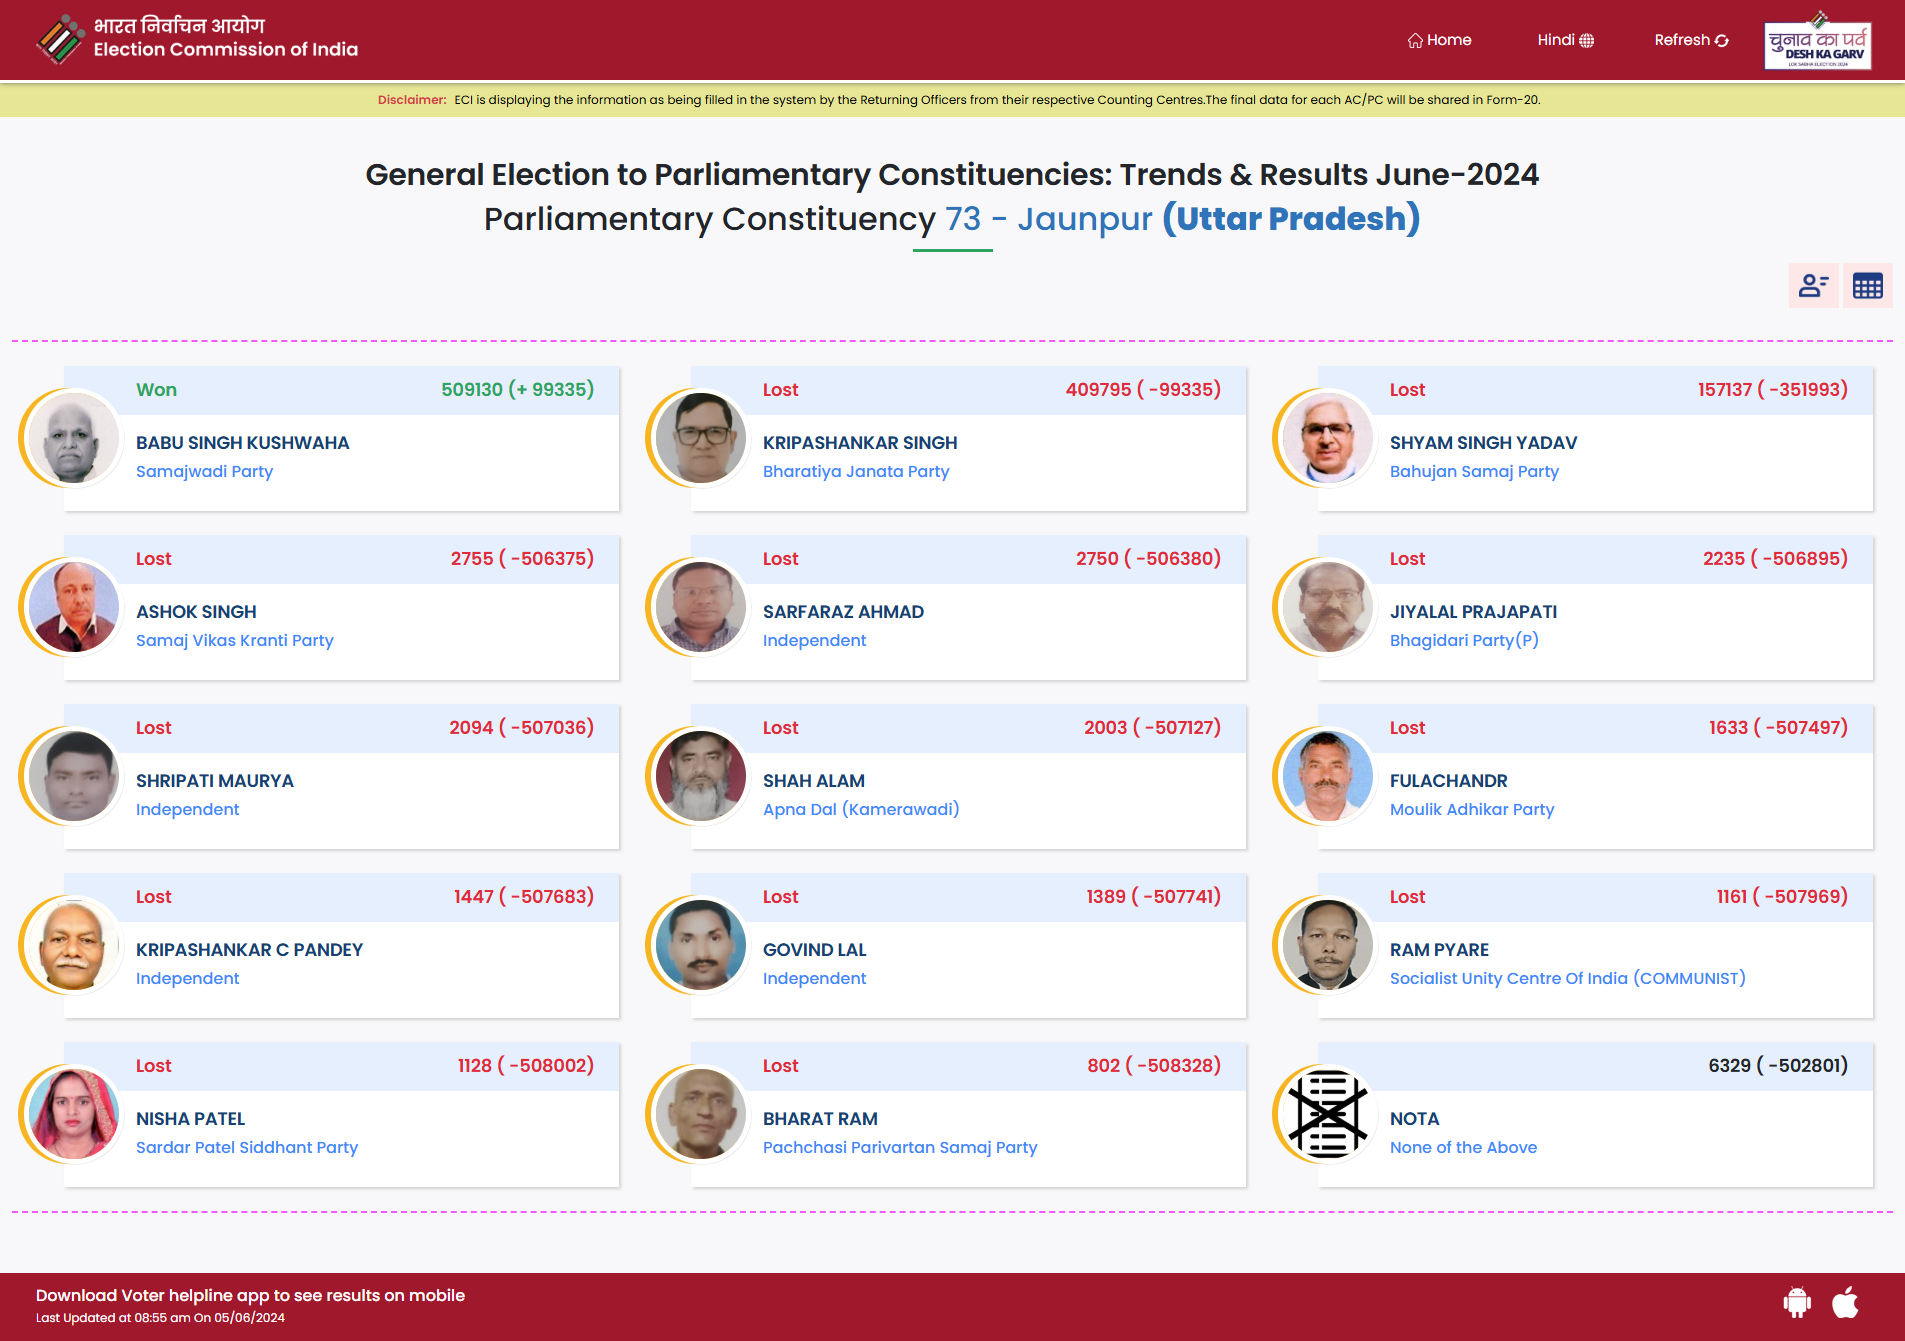 भारत निर्वाचन आयोग
Election Commission of India
Home
Hindi
Refresh
चुनाव का पर्व
DESH KA GARV
LOK SABHA ELECTION 2024
Disclaimer: ECI is displaying the information as being filled in the system by the Returning Officers from their respective Counting Centres.The final data for each AC/PC will be shared in Form-20.
General Election to Parliamentary Constituencies: Trends & Results June-2024
Parliamentary Constituency 73 - Jaunpur (Uttar Pradesh)
Won 509130 (+ 99335)
BABU SINGH KUSHWAHA
Samajwadi Party
Lost 409795 ( -99335)
KRIPASHANKAR SINGH
Bharatiya Janata Party
Lost 157137 ( -351993)
SHYAM SINGH YADAV
Bahujan Samaj Party
Lost 2755 ( -506375)
ASHOK SINGH
Samaj Vikas Kranti Party
Lost 2750 ( -506380)
SARFARAZ AHMAD
Independent
Lost 2235 ( -506895)
JIYALAL PRAJAPATI
Bhagidari Party(P)
Lost 2094 ( -507036)
SHRIPATI MAURYA
Independent
Lost 2003 ( -507127)
SHAH ALAM
Apna Dal (Kamerawadi)
Lost 1633 ( -507497)
FULACHANDR
Moulik Adhikar Party
Lost 1447 ( -507683)
KRIPASHANKAR C PANDEY
Independent
Lost 1389 ( -507741)
GOVIND LAL
Independent
Lost 1161 ( -507969)
RAM PYARE
Socialist Unity Centre Of India (COMMUNIST)
Lost 1128 ( -508002)
NISHA PATEL
Sardar Patel Siddhant Party
Lost 802 ( -508328)
BHARAT RAM
Pachchasi Parivartan Samaj Party
6329 ( -502801)
NOTA
None of the Above
Download Voter helpline app to see results on mobile
Last Updated at 08:55 am On 05/06/2024